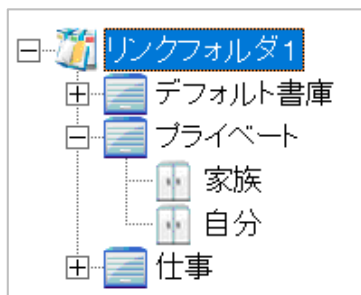 リンクフォルダ1
デフォルト書庫
プライベート
家族
自分
仕事